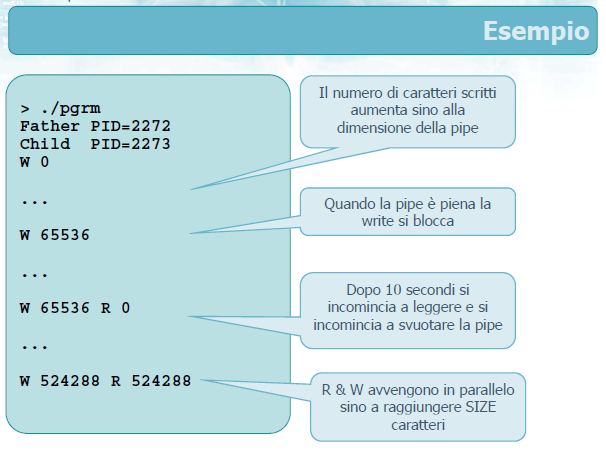 Esempio
> ./pgrm
Father PID=2272
Child  PID=2273
W 0
...
W 65536
...
W 65536 R 0
...
W 524288 R 524288
Il numero di caratteri scritti
aumenta sino alla
dimensione della pipe
Quando la pipe è piena la
write si blocca
Dopo 10 secondi si
incomincia a leggere e si
incomincia a svuotare la pipe
R & W avvengono in parallelo
sino a raggiungere SIZE
caratteri